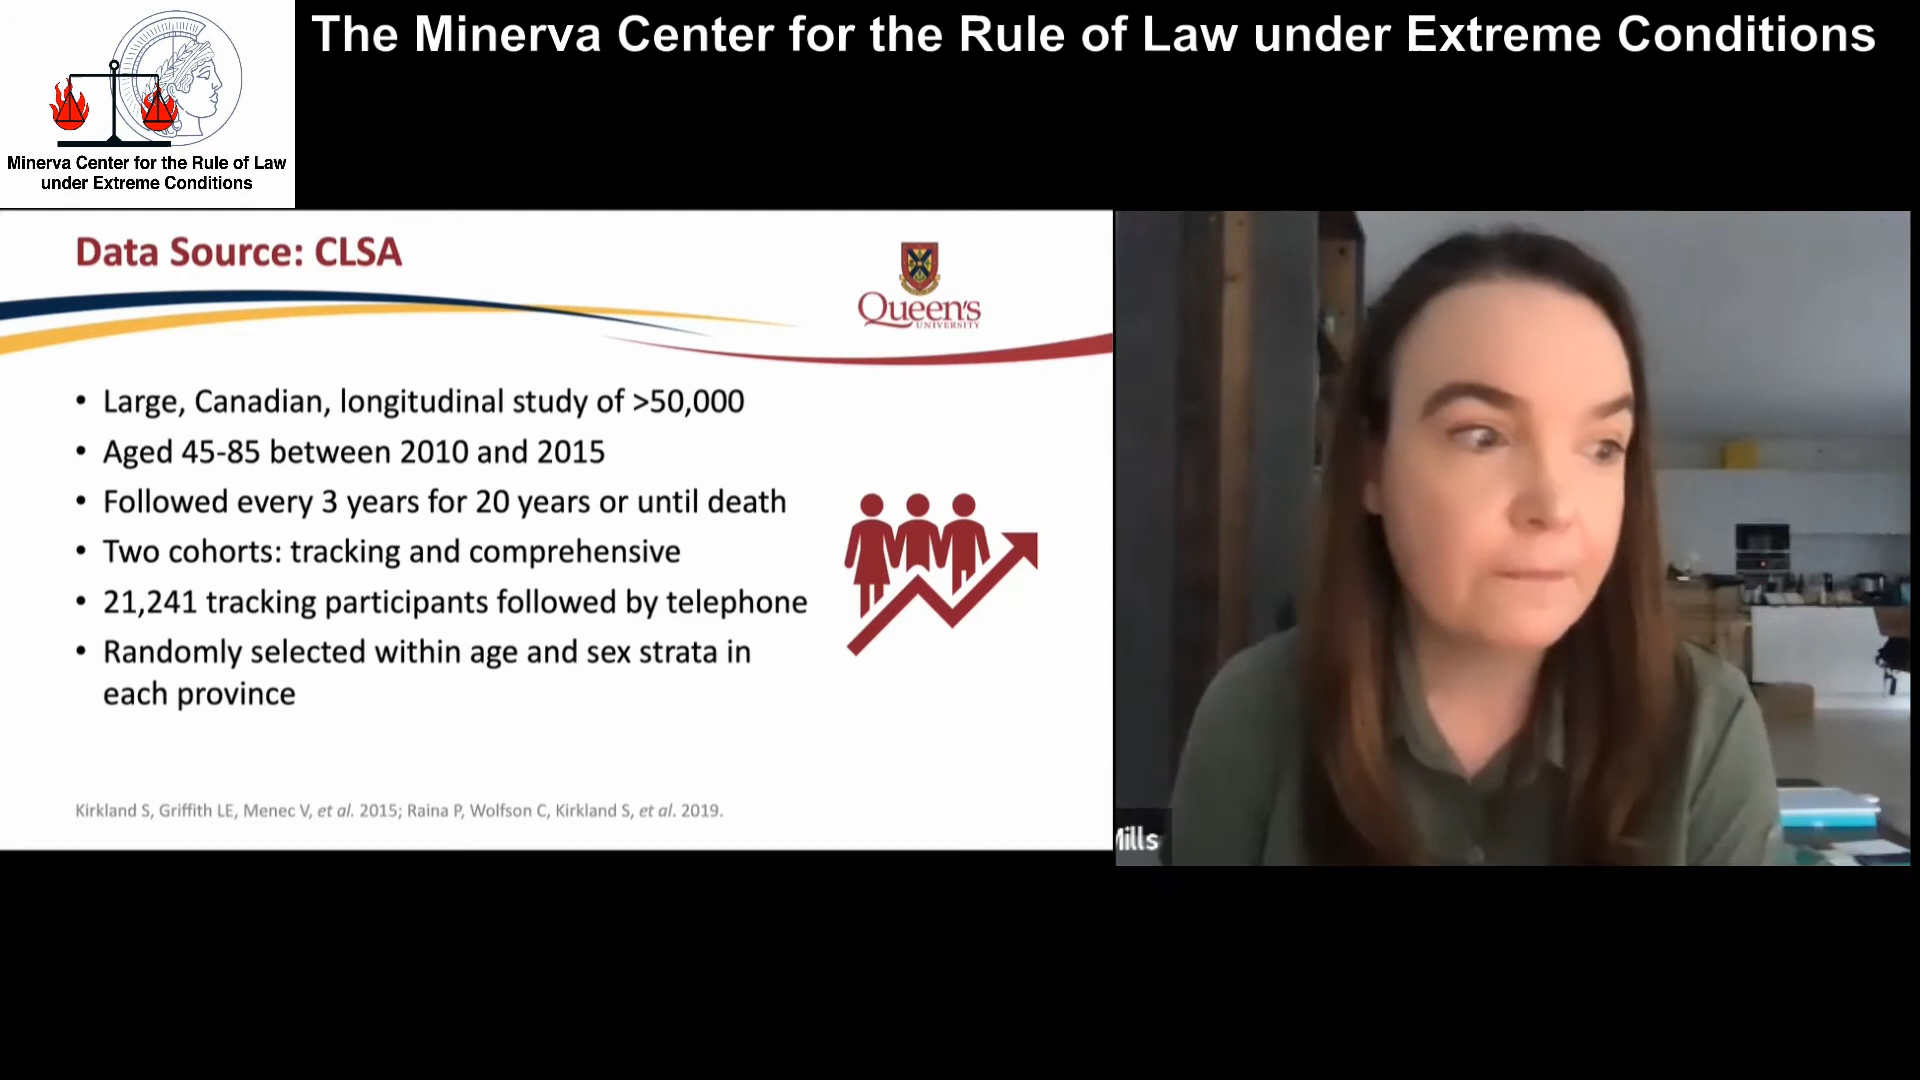 The Minerva Center for the Rule of Law under Extreme Conditions
Minerva Center for the Rule of Law
under Extreme Conditions
Data Source: CLSA
Queen's
UNIVERSITY
• Large, Canadian, longitudinal study of >50,000
• Aged 45-85 between 2010 and 2015
• Followed every 3 years for 20 years or until death
• Two cohorts: tracking and comprehensive
• 21,241 tracking participants followed by telephone
• Randomly selected within age and sex strata in
each province
Kirkland S, Griffith LE, Menec V, et al. 2015; Raina P, Wolfson C, Kirkland S, et al. 2019.
Mills